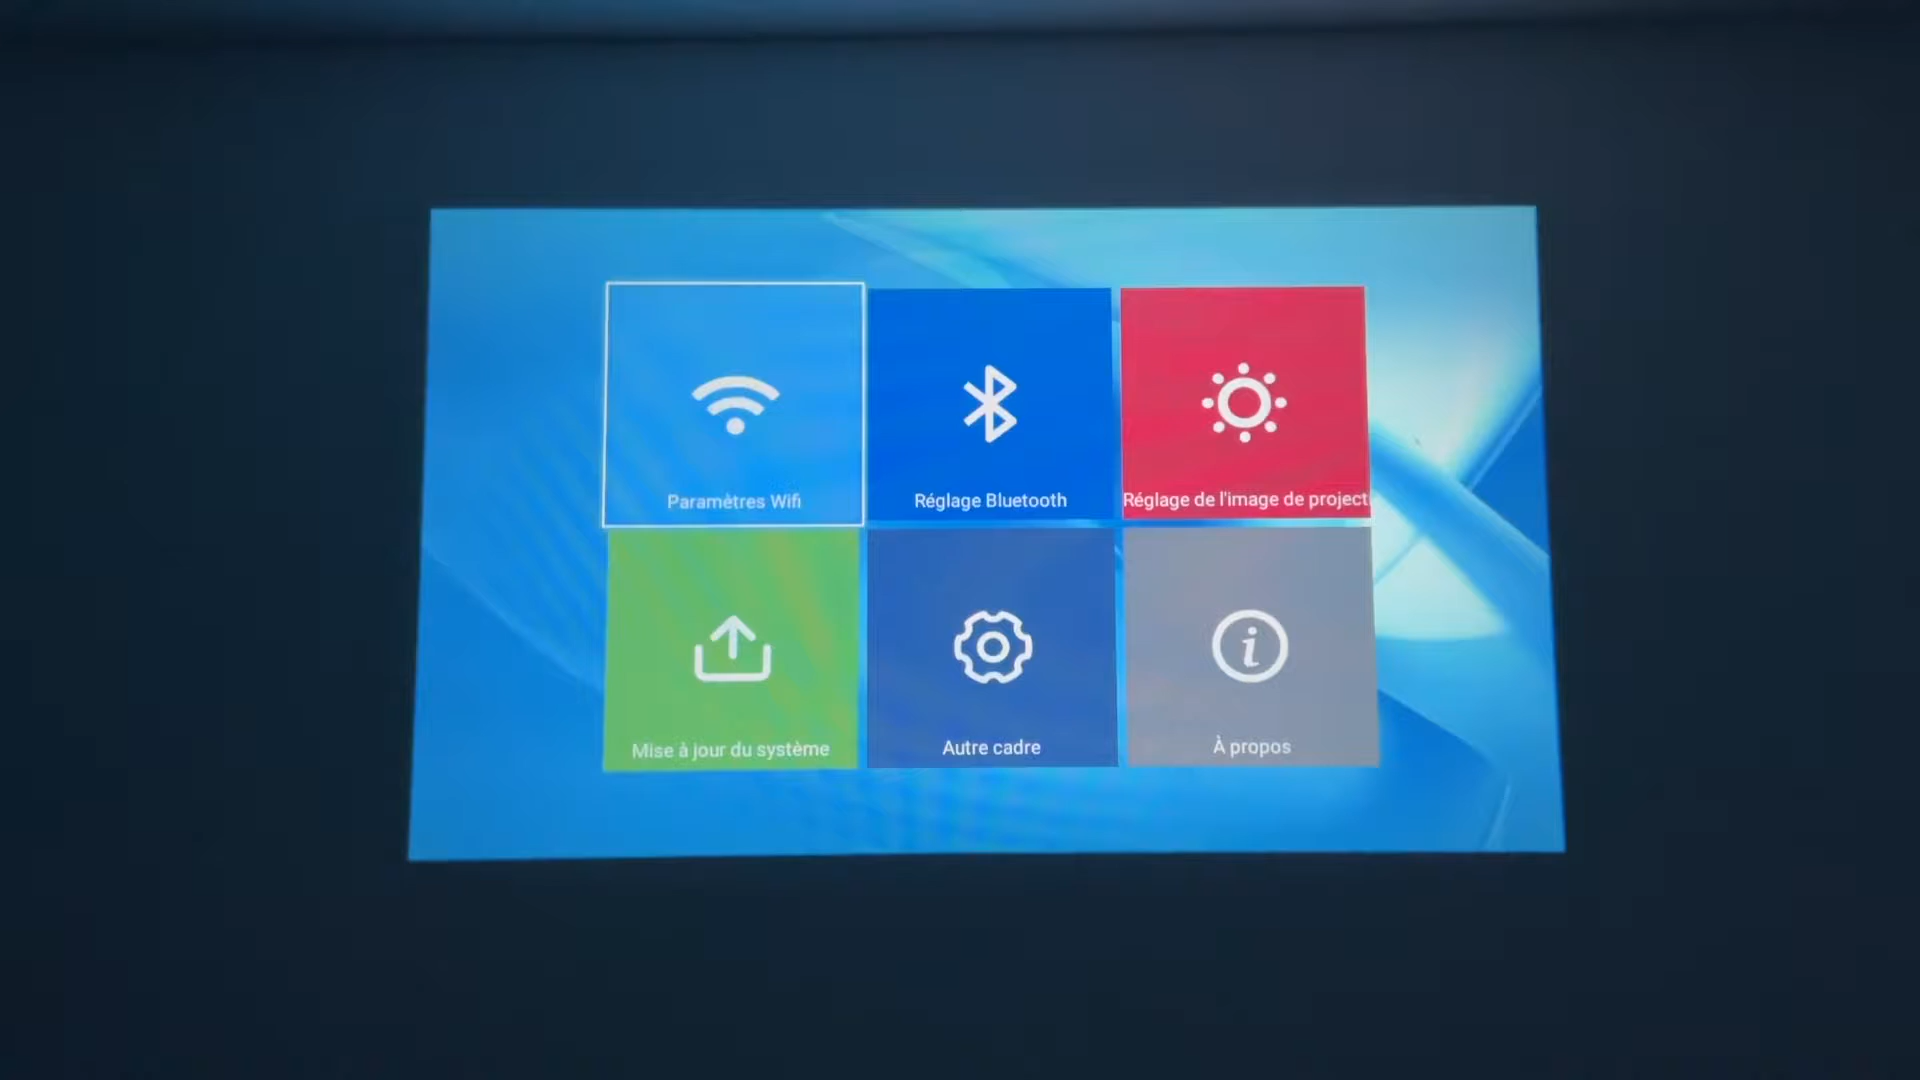 Paramètres Wifi
Réglage Bluetooth
Réglage de l'image de project
Mise à jour du système
Autre cadre
À propos